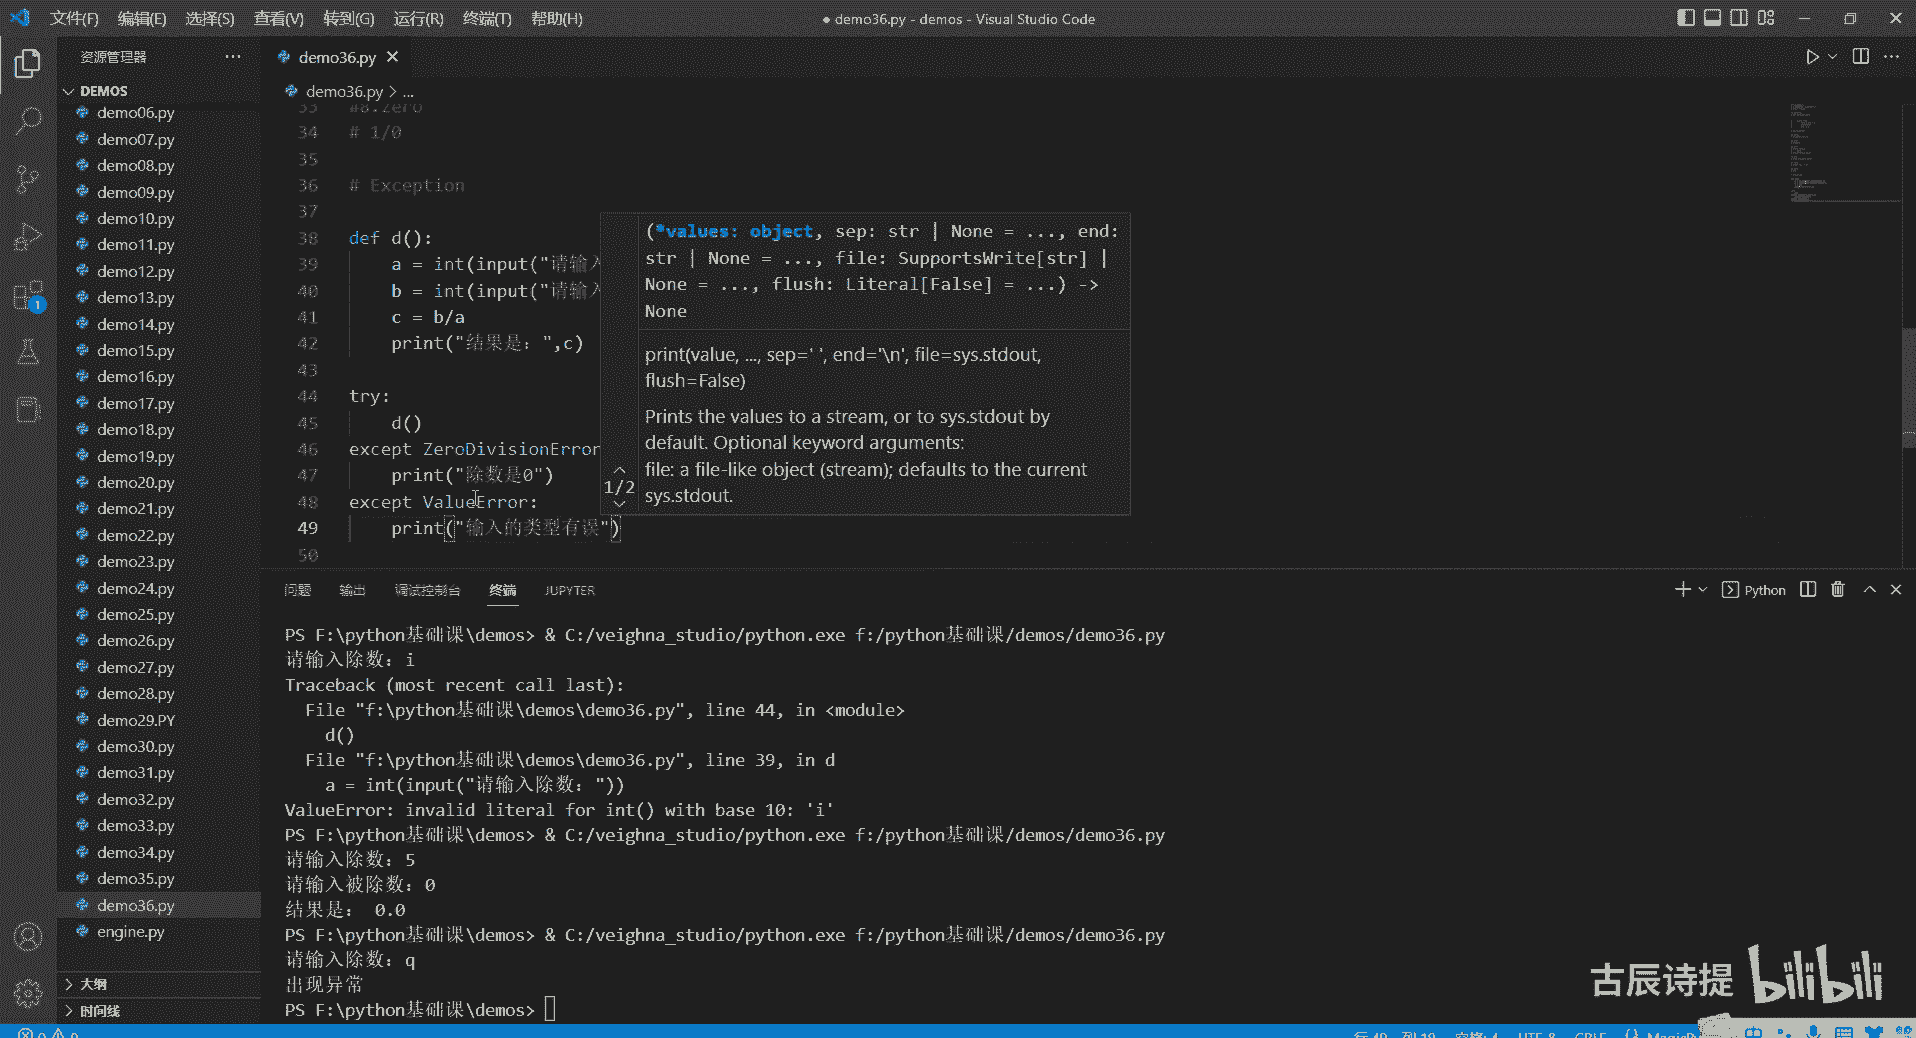 文件(F) 编辑(E) 选择(S) 查看(V) 转到(G) 运行(R) 终端(T) 帮助(H)
● demo36.py - demos - Visual Studio Code
资源管理器
DEMOS
demo06.py
demo07.py
demo08.py
demo09.py
demo10.py
demo11.py
demo12.py
demo13.py
demo14.py
demo15.py
demo16.py
demo17.py
demo18.py
demo19.py
demo20.py
demo21.py
demo22.py
demo23.py
demo24.py
demo25.py
demo26.py
demo27.py
demo28.py
demo29.PY
demo30.py
demo31.py
demo32.py
demo33.py
demo34.py
demo35.py
demo36.py
engine.py
大纲
时间线
1
demo36.py
demo36.py > ...
33 #8.zero
34 # 1/0
35
36 # Exception
37
38 def d():
39 a = int(input("请输入
40 b = int(input("请输入
41 c = b/a
42 print("结果是：",c)
43
44 try:
45 d()
46 except ZeroDivisionError
47 print("除数是0")
48 except ValueError:
49 print("输入的类型有误")
50
(*values: object, sep: str | None = ..., end:
str | None = ..., file: SupportsWrite[str] |
None = ..., flush: Literal[False] = ...) ->
None
print(value, ..., sep=' ', end='\n', file=sys.stdout,
flush=False)
Prints the values to a stream, or to sys.stdout by
default. Optional keyword arguments:
file: a file-like object (stream); defaults to the current
sys.stdout.
1/2
问题 输出 调试控制台 终端 JUPYTER
Python
PS F:\python基础课\demos> & C:/veighna_studio/python.exe f:/python基础课/demos/demo36.py
请输入除数：i
Traceback (most recent call last):
File "f:\python基础课\demos\demo36.py", line 44, in <module>
d()
File "f:\python基础课\demos\demo36.py", line 39, in d
a = int(input("请输入除数："))
ValueError: invalid literal for int() with base 10: 'i'
PS F:\python基础课\demos> & C:/veighna_studio/python.exe f:/python基础课/demos/demo36.py
请输入除数：5
请输入被除数：0
结果是： 0.0
PS F:\python基础课\demos> & C:/veighna_studio/python.exe f:/python基础课/demos/demo36.py
请输入除数：q
出现异常
PS F:\python基础课\demos>
古辰诗提 bilibili